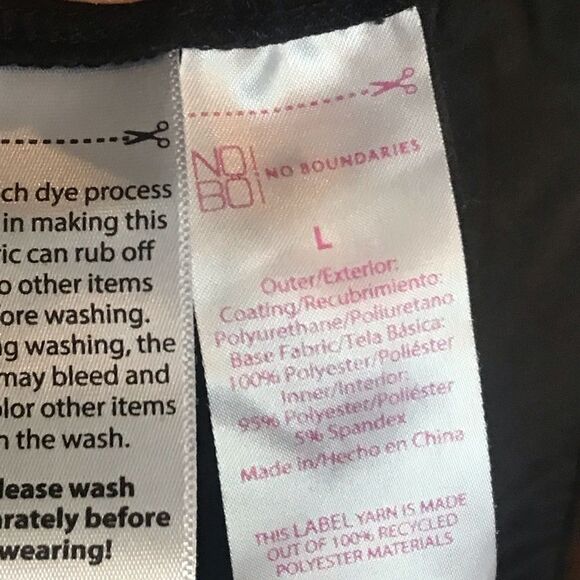 ch dye process
in making this
ric can rub off
o other items
ore washing.
ng washing, the
may bleed and
olor other items
n the wash.
lease wash
arately before
wearing!
NO!
BO!
NO BOUNDARIES
L
Outer/Exterior:
Coating/Recubrimiento:
Polyurethane/Poliuretano
Base Fabric/Tela Básica:
100% Polyester/Poliéster
Inner/Interior:
95% Polyester/Poliéster
5% Spandex
Made in/Hecho en China
THIS LABEL YARN IS MADE
OUT OF 100% RECYCLED
POLYESTER MATERIALS